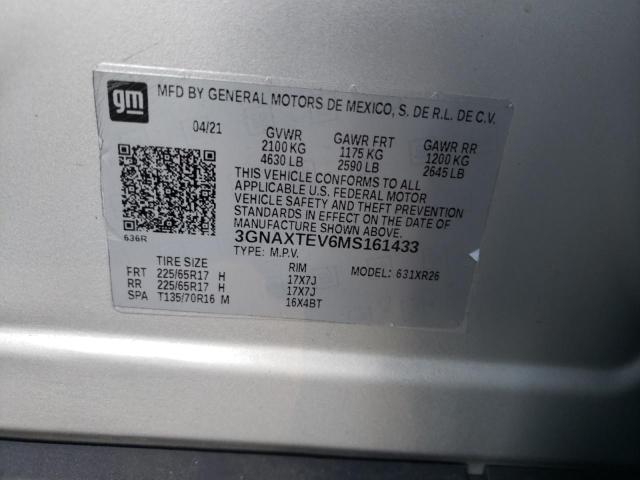 gm
MFD BY GENERAL MOTORS DE MEXICO, S. DE R.L. DE C.V.
04/21 GVWR GAWR FRT GAWR RR
2100 KG 1175 KG 1200 KG
4630 LB 2590 LB 2645 LB
THIS VEHICLE CONFORMS TO ALL
APPLICABLE U.S. FEDERAL MOTOR
VEHICLE SAFETY AND THEFT PREVENTION
STANDARDS IN EFFECT ON THE DATE OF
MANUFACTURE SHOWN ABOVE.
636R 3GNAXTEV6MS161433
TYPE: M.P.V.
TIRE SIZE RIM MODEL: 631XR26
FRT 225/65R17 H 17X7J
RR 225/65R17 H 17X7J
SPA T135/70R16 M 16X4BT